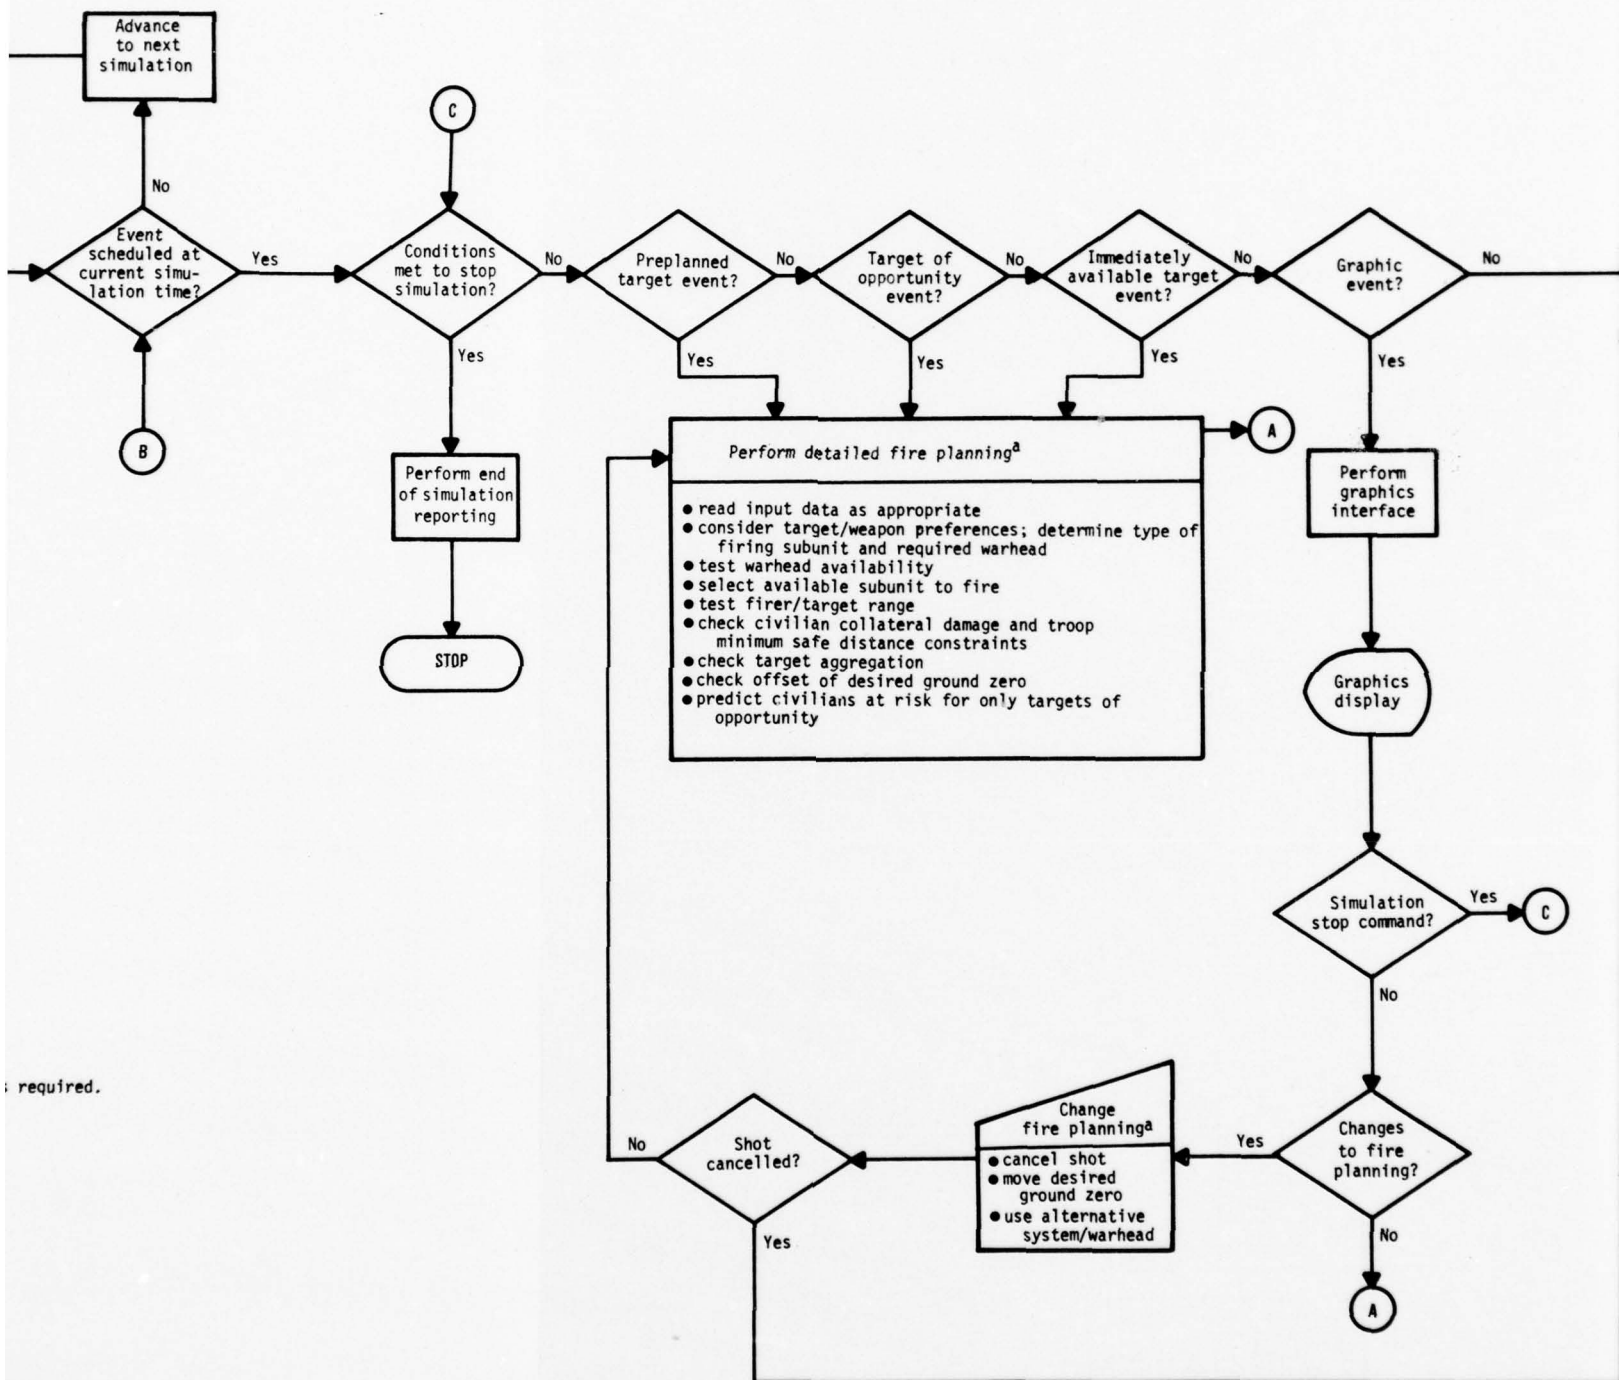 Advance
to next
simulation
C
No
Event
scheduled at
current simu-
lation time?
Yes
Conditions
met to stop
simulation?
No
Preplanned
target event?
No
Target of
opportunity
event?
No
Immediately
available target
event?
No
Graphic
event?
No
Yes
Yes
Yes
Yes
Yes
B
A
Perform end
of simulation
reporting
STOP
Perform detailed fire planningᵃ
● read input data as appropriate
● consider target/weapon preferences; determine type of
firing subunit and required warhead
● test warhead availability
● select available subunit to fire
● test firer/target range
● check civilian collateral damage and troop
minimum safe distance constraints
● check target aggregation
● check offset of desired ground zero
● predict civilians at risk for only targets of
opportunity
Perform
graphics
interface
Graphics
display
Simulation
stop command?
Yes
C
No
required.
Changes
to fire
planning?
Yes
No
A
Change
fire planningᵃ
● cancel shot
● move desired
ground zero
● use alternative
system/warhead
Shot
cancelled?
No
Yes